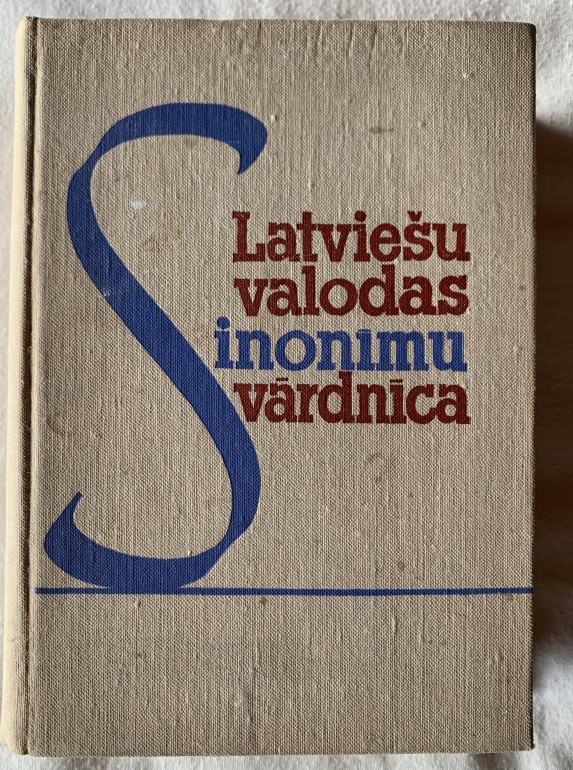 Latviešu
valodas
Sinonīmu
vārdnīca